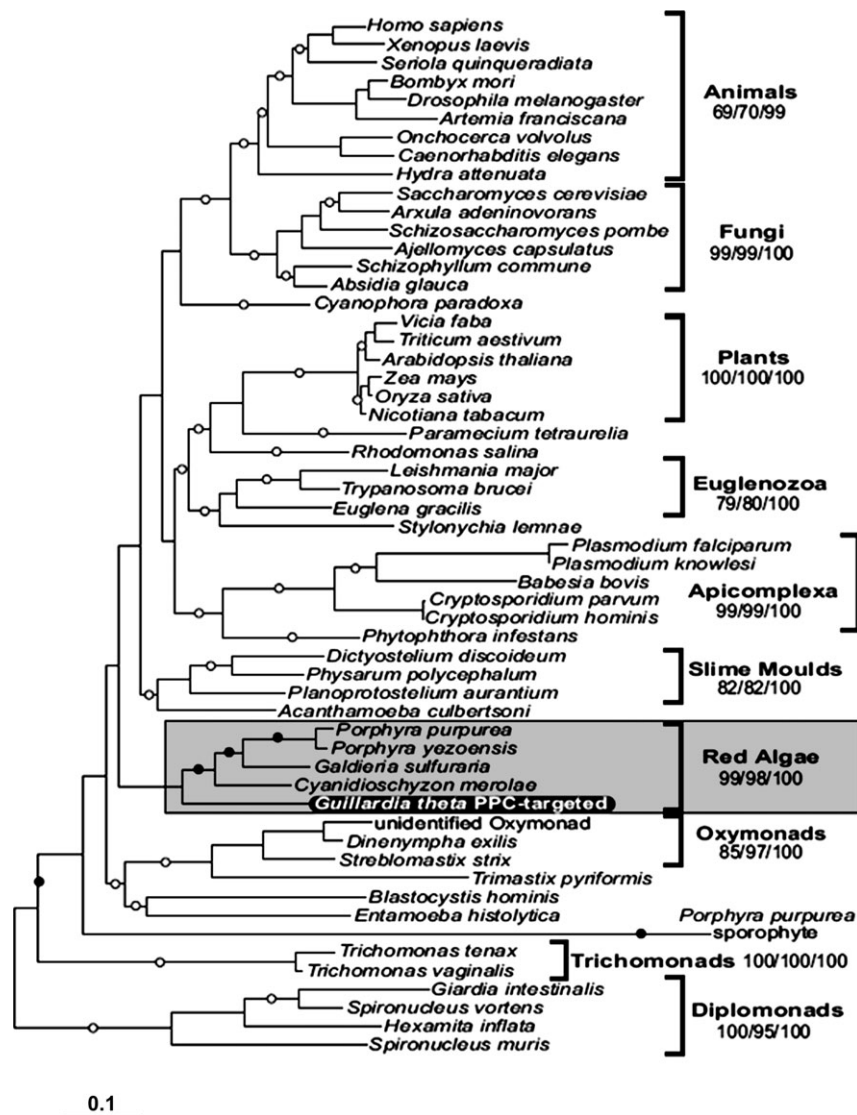 Homo sapiens
Xenopus laevis
Seriola quinqueradiata
Bombyx mori
Drosophila melanogaster
Artemia franciscana
Onchocerca volvolus
Caenorhabditis elegans
Hydra attenuata
Animals
69/70/99
Saccharomyces cerevisiae
Arxula adeninovorans
Schizosaccharomyces pombe
Ajellomyces capsulatus
Schizophyllum commune
Absidia glauca
Fungi
99/99/100
Cyanophora paradoxa
Vicia faba
Triticum aestivum
Arabidopsis thaliana
Zea mays
Oryza sativa
Nicotiana tabacum
Plants
100/100/100
Paramecium tetraurelia
Rhodomonas salina
Leishmania major
Trypanosoma brucei
Euglena gracilis
Euglenozoa
79/80/100
Stylonychia lemnae
Plasmodium falciparum
Plasmodium knowlesi
Babesia bovis
Cryptosporidium parvum
Cryptosporidium hominis
Apicomplexa
99/99/100
Phytophthora infestans
Dictyostelium discoideum
Physarum polycephalum
Planoprotostelium aurantium
Slime Moulds
82/82/100
Acanthamoeba culbertsoni
Porphyra purpurea
Porphyra yezoensis
Galdieria sulfuraria
Cyanidioschyzon merolae
Guillardia theta PPC-targeted
Red Algae
99/98/100
unidentified Oxymonad
Dinenympha exilis
Streblomastix strix
Oxymonads
85/97/100
Trimastix pyriformis
Blastocystis hominis
Entamoeba histolytica
Porphyra purpurea
sporophyte
Trichomonas tenax
Trichomonas vaginalis
Trichomonads 100/100/100
Giardia intestinalis
Spironucleus vortens
Hexamita inflata
Spironucleus muris
Diplomonads
100/95/100
0.1